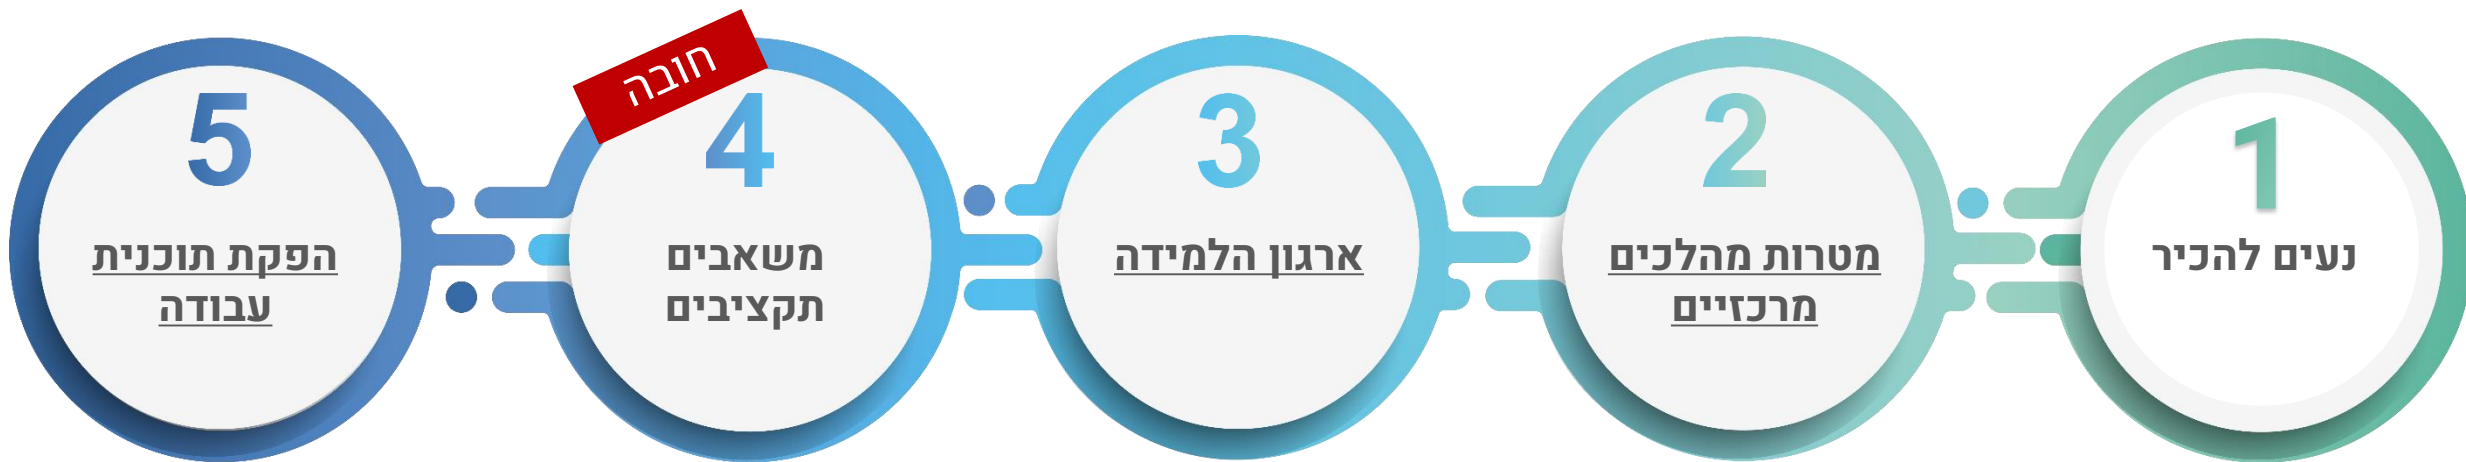 1
נעים להכיר
2
מטרות מהלכים
מרכזיים
3
ארגון הלמידה
חובה
4
משאבים
תקציבים
5
הפקת תוכנית
עבודה